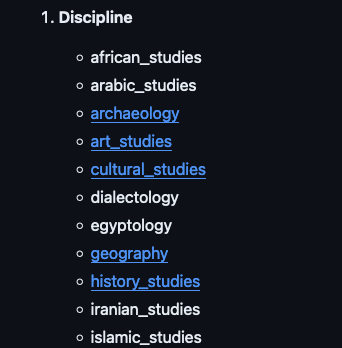 1. Discipline
african_studies
arabic_studies
archaeology
art_studies
cultural_studies
dialectology
egyptology
geography
history_studies
iranian_studies
islamic_studies